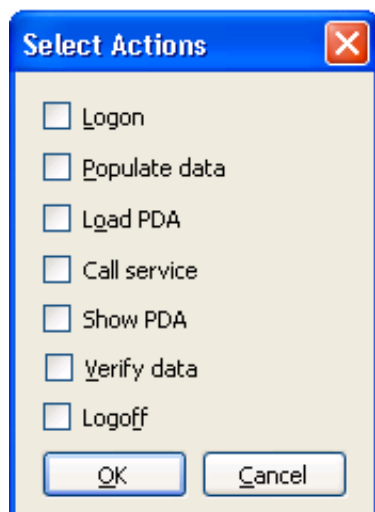 Select Actions
Logon
Populate data
Load PDA
Call service
Show PDA
Verify data
Logoff
OK Cancel